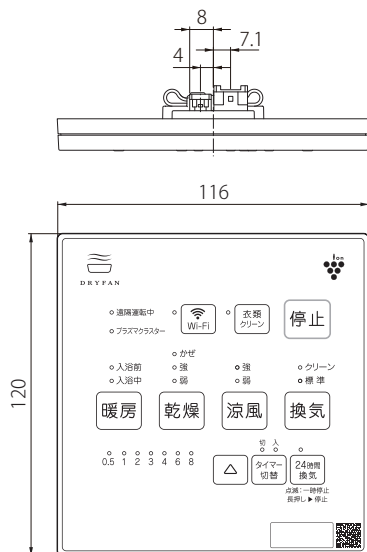 8
7.1
4
116
120
DRYFAN
ion
遠隔運転中
プラズマクラスター
Wi-Fi
衣類
クリーン
停止
入浴前
入浴中
かぜ
強
弱
強
弱
クリーン
標準
暖房
乾燥
涼風
換気
0.5 1 2 3 4 6 8
切 入
△
タイマー
切替
24時間
換気
点滅:一時停止
長押し▶停止